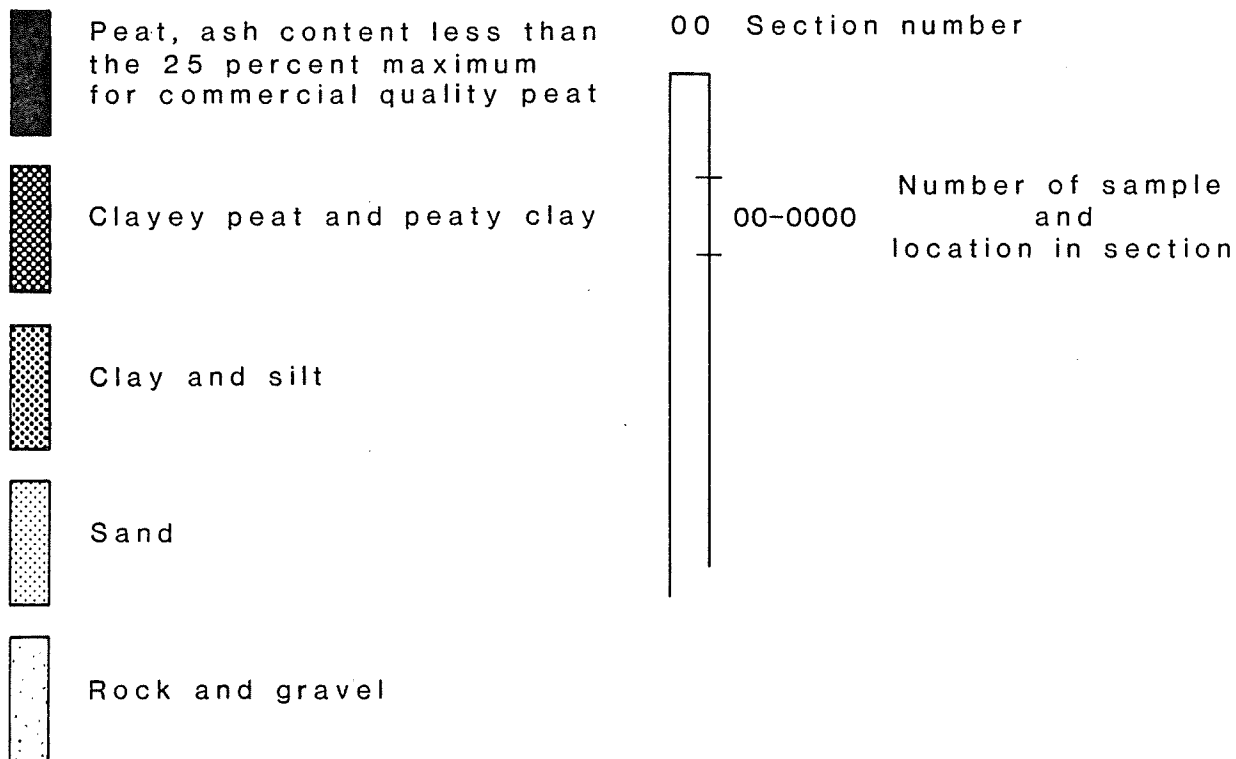 Peat, ash content less than
the 25 percent maximum
for commercial quality peat
Clayey peat and peaty clay
Clay and silt
Sand
Rock and gravel
00 Section number
00-0000
Number of sample
and
location in section